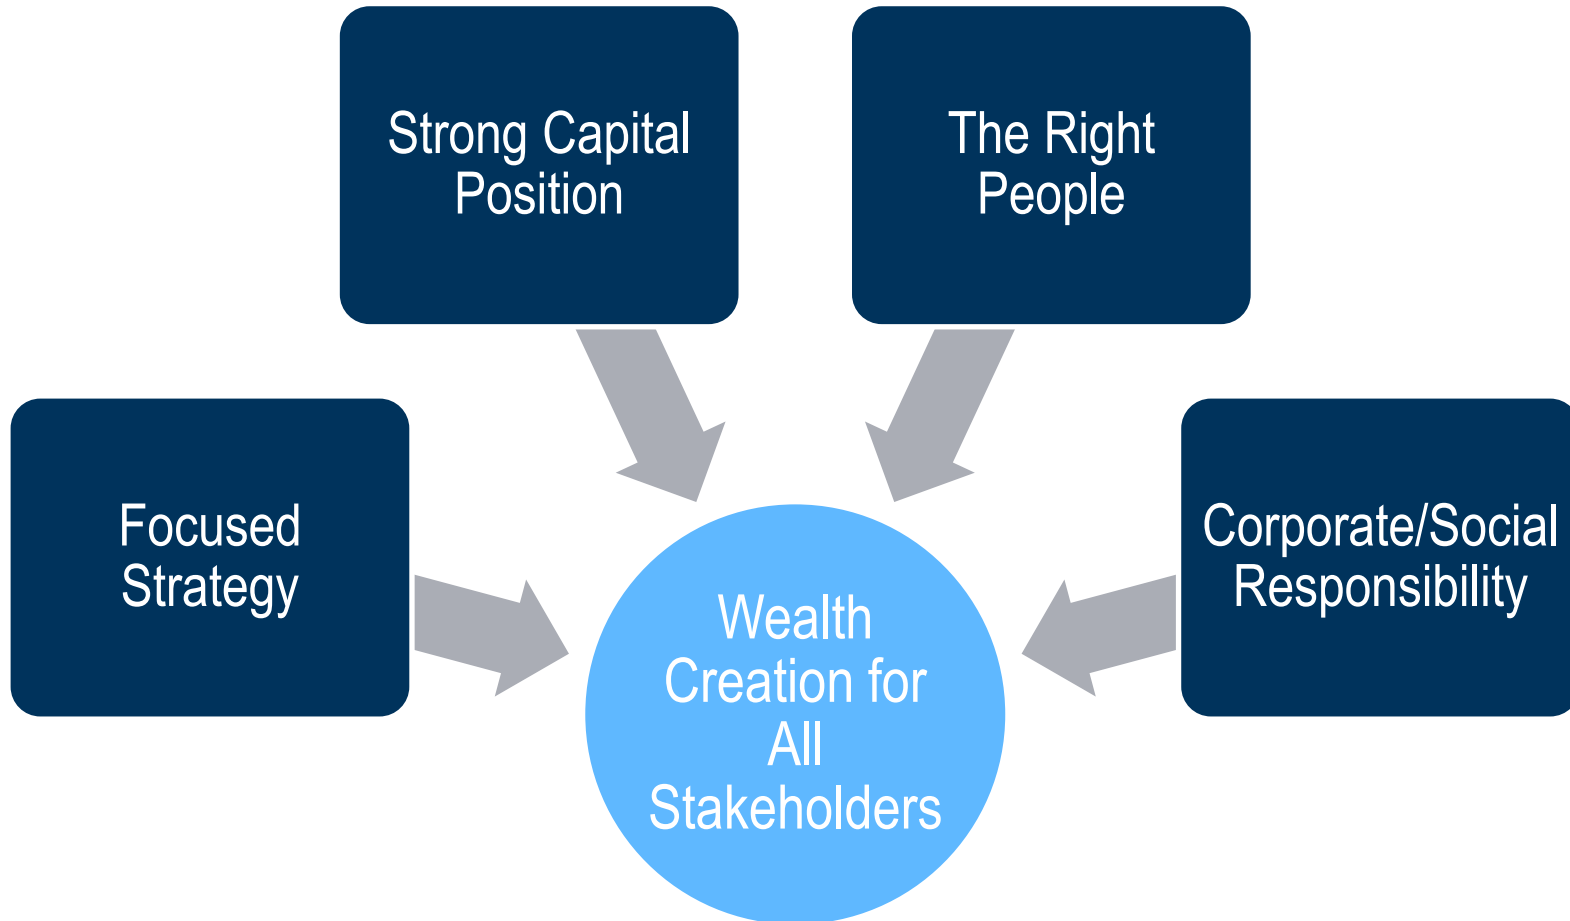 Strong Capital
Position
The Right
People
Focused
Strategy
Corporate/Social
Responsibility
Wealth
Creation for
All
Stakeholders